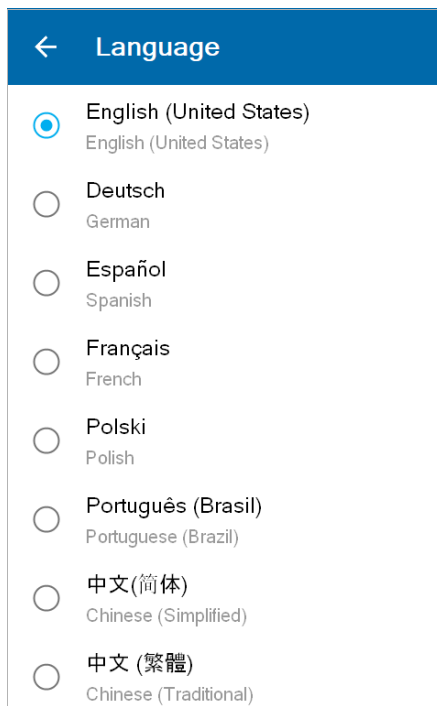 Language
English (United States)
English (United States)
Deutsch
German
Español
Spanish
Français
French
Polski
Polish
Português (Brasil)
Portuguese (Brazil)
中文(简体)
Chinese (Simplified)
中文 (繁體)
Chinese (Traditional)